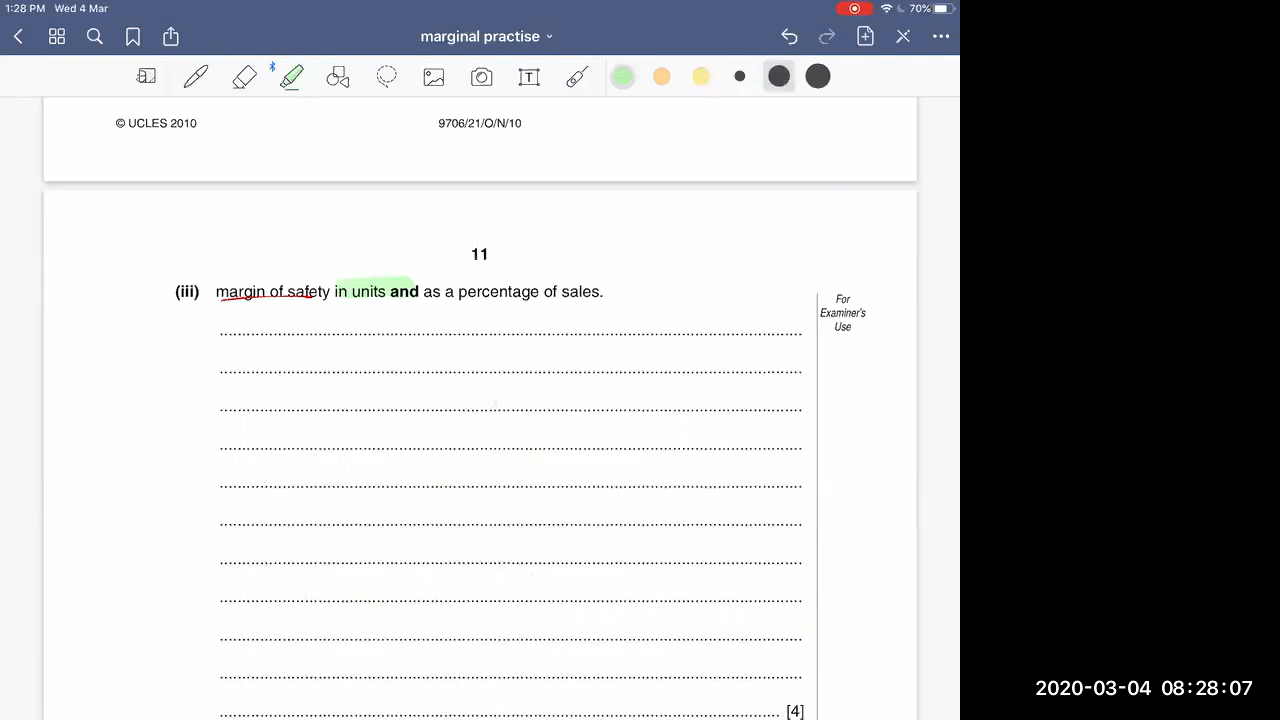 1:28 PM Wed 4 Mar
70%
marginal practise
T
© UCLES 2010
9706/21/O/N/10
11
(iii) margin of safety in units and as a percentage of sales.
For
Examiner's
Use
[4]
2020-03-04 08:28:07